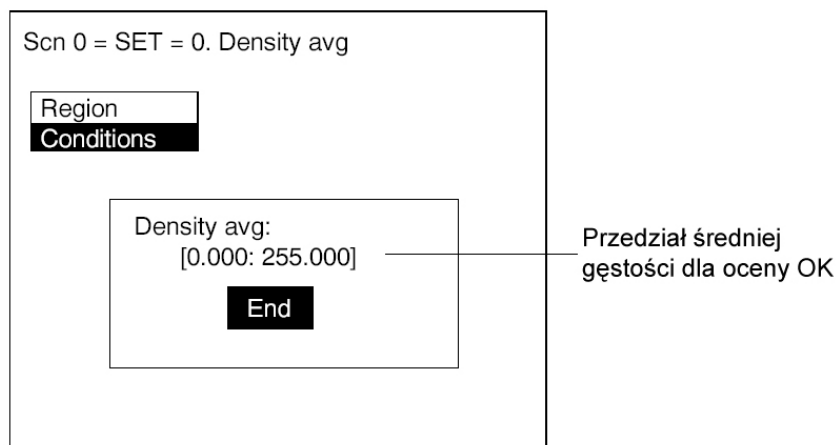 Scn 0 = SET = 0. Density avg
Region
Conditions
Density avg:
[0.000: 255.000]
End
Przedział średniej
gęstości dla oceny OK